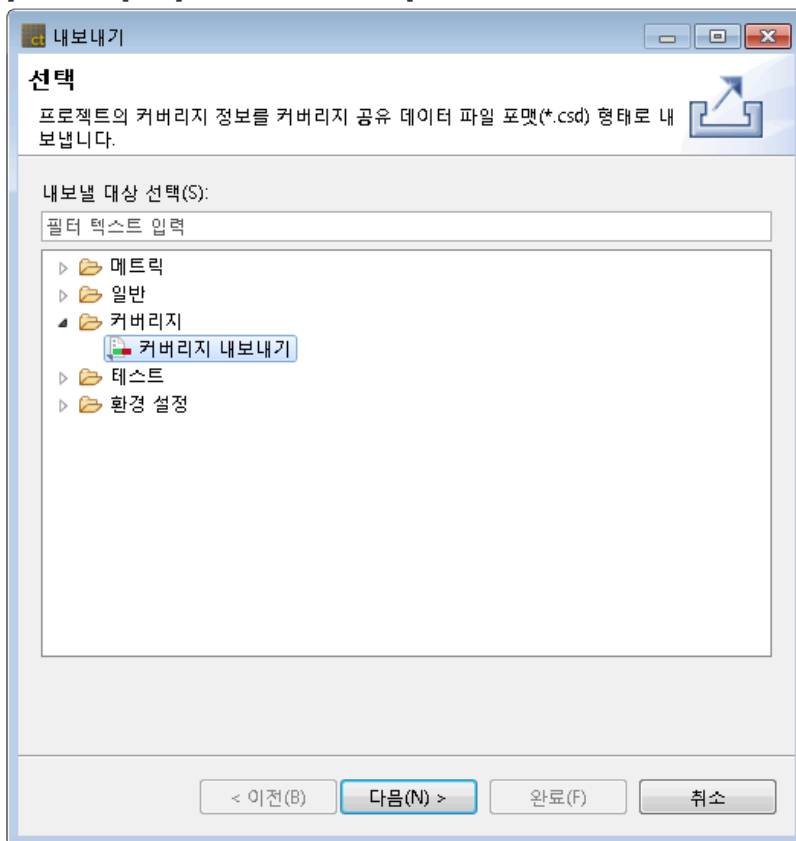 ct 내보내기
선택
프로젝트의 커버리지 정보를 커버리지 공유 데이터 파일 포맷(*.csd) 형태로 내
보냅니다.
내보낼 대상 선택(S):
필터 텍스트 입력
메트릭
일반
커버리지
커버리지 내보내기
테스트
환경 설정
< 이전(B) 다음(N) > 완료(F) 취소